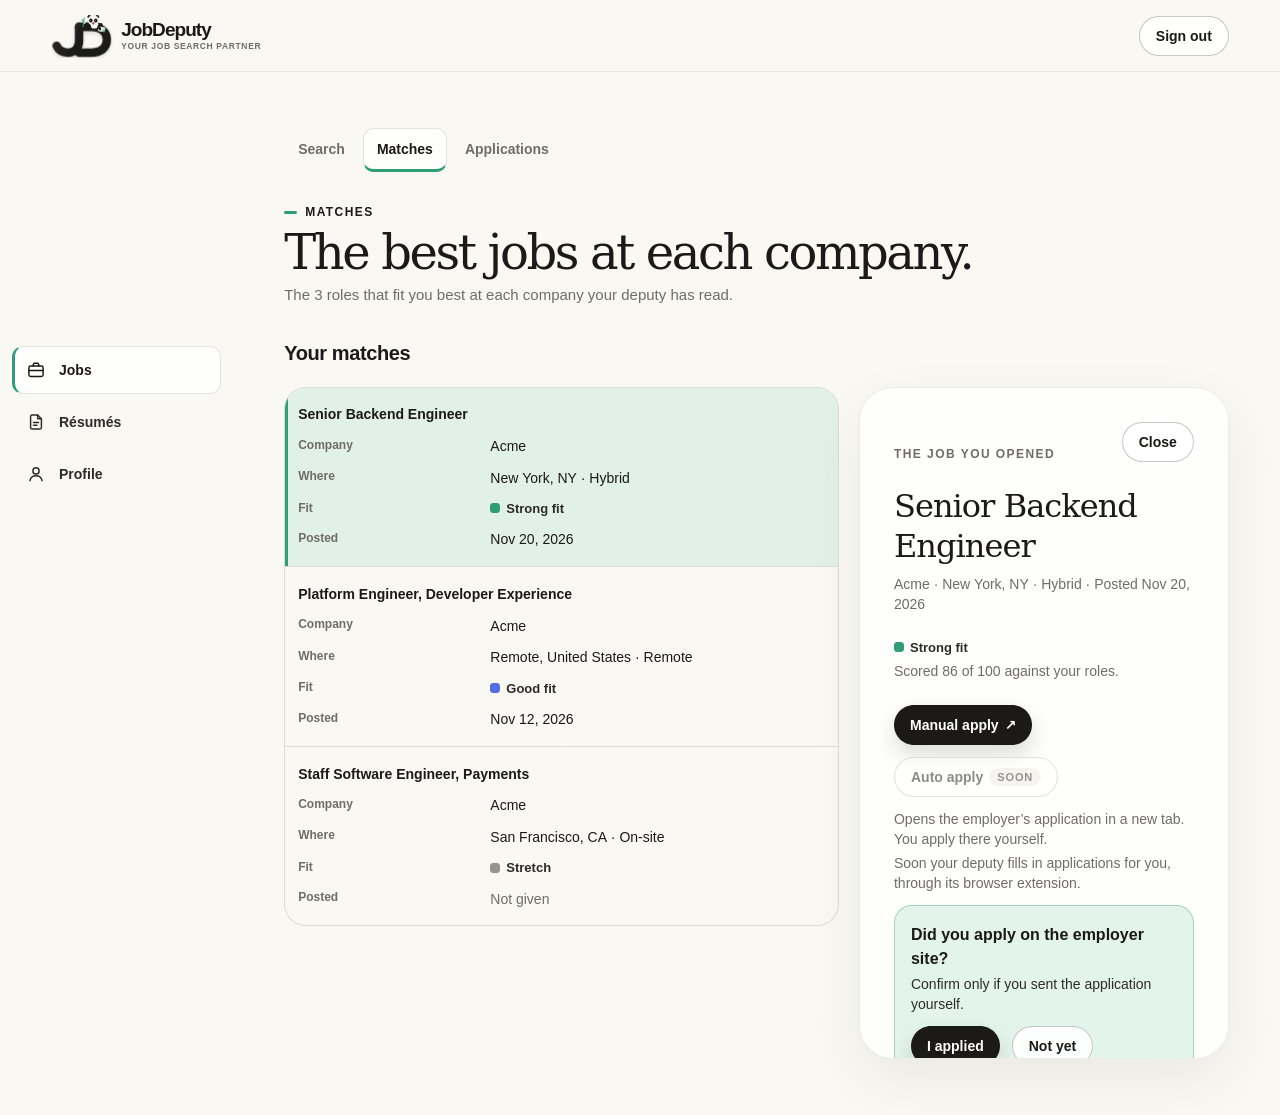 JobDeputy
YOUR JOB SEARCH PARTNER
Sign out
Search
Matches
Applications
MATCHES
The best jobs at each company.
The 3 roles that fit you best at each company your deputy has read.
Jobs
Résumés
Profile
Your matches
Senior Backend Engineer
Company
Acme
Where
New York, NY · Hybrid
Fit
Strong fit
Posted
Nov 20, 2026
Platform Engineer, Developer Experience
Company
Acme
Where
Remote, United States · Remote
Fit
Good fit
Posted
Nov 12, 2026
Staff Software Engineer, Payments
Company
Acme
Where
San Francisco, CA · On-site
Fit
Stretch
Posted
Not given
THE JOB YOU OPENED
Close
Senior Backend
Engineer
Acme · New York, NY · Hybrid · Posted Nov 20,
2026
Strong fit
Scored 86 of 100 against your roles.
Manual apply ↗
Auto apply SOON
Opens the employer’s application in a new tab.
You apply there yourself.
Soon your deputy fills in applications for you,
through its browser extension.
Did you apply on the employer
site?
Confirm only if you sent the application
yourself.
I applied
Not yet